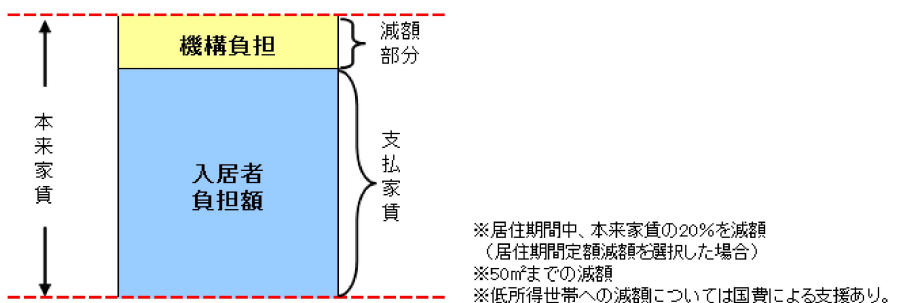 機構負担
減額
部分
本来家賃
入居者
負担額
支払家賃
※居住期間中、本来家賃の20%を減額
（居住期間定額減額を選択した場合）
※50㎡までの減額
※低所得世帯への減額については国費による支援あり。